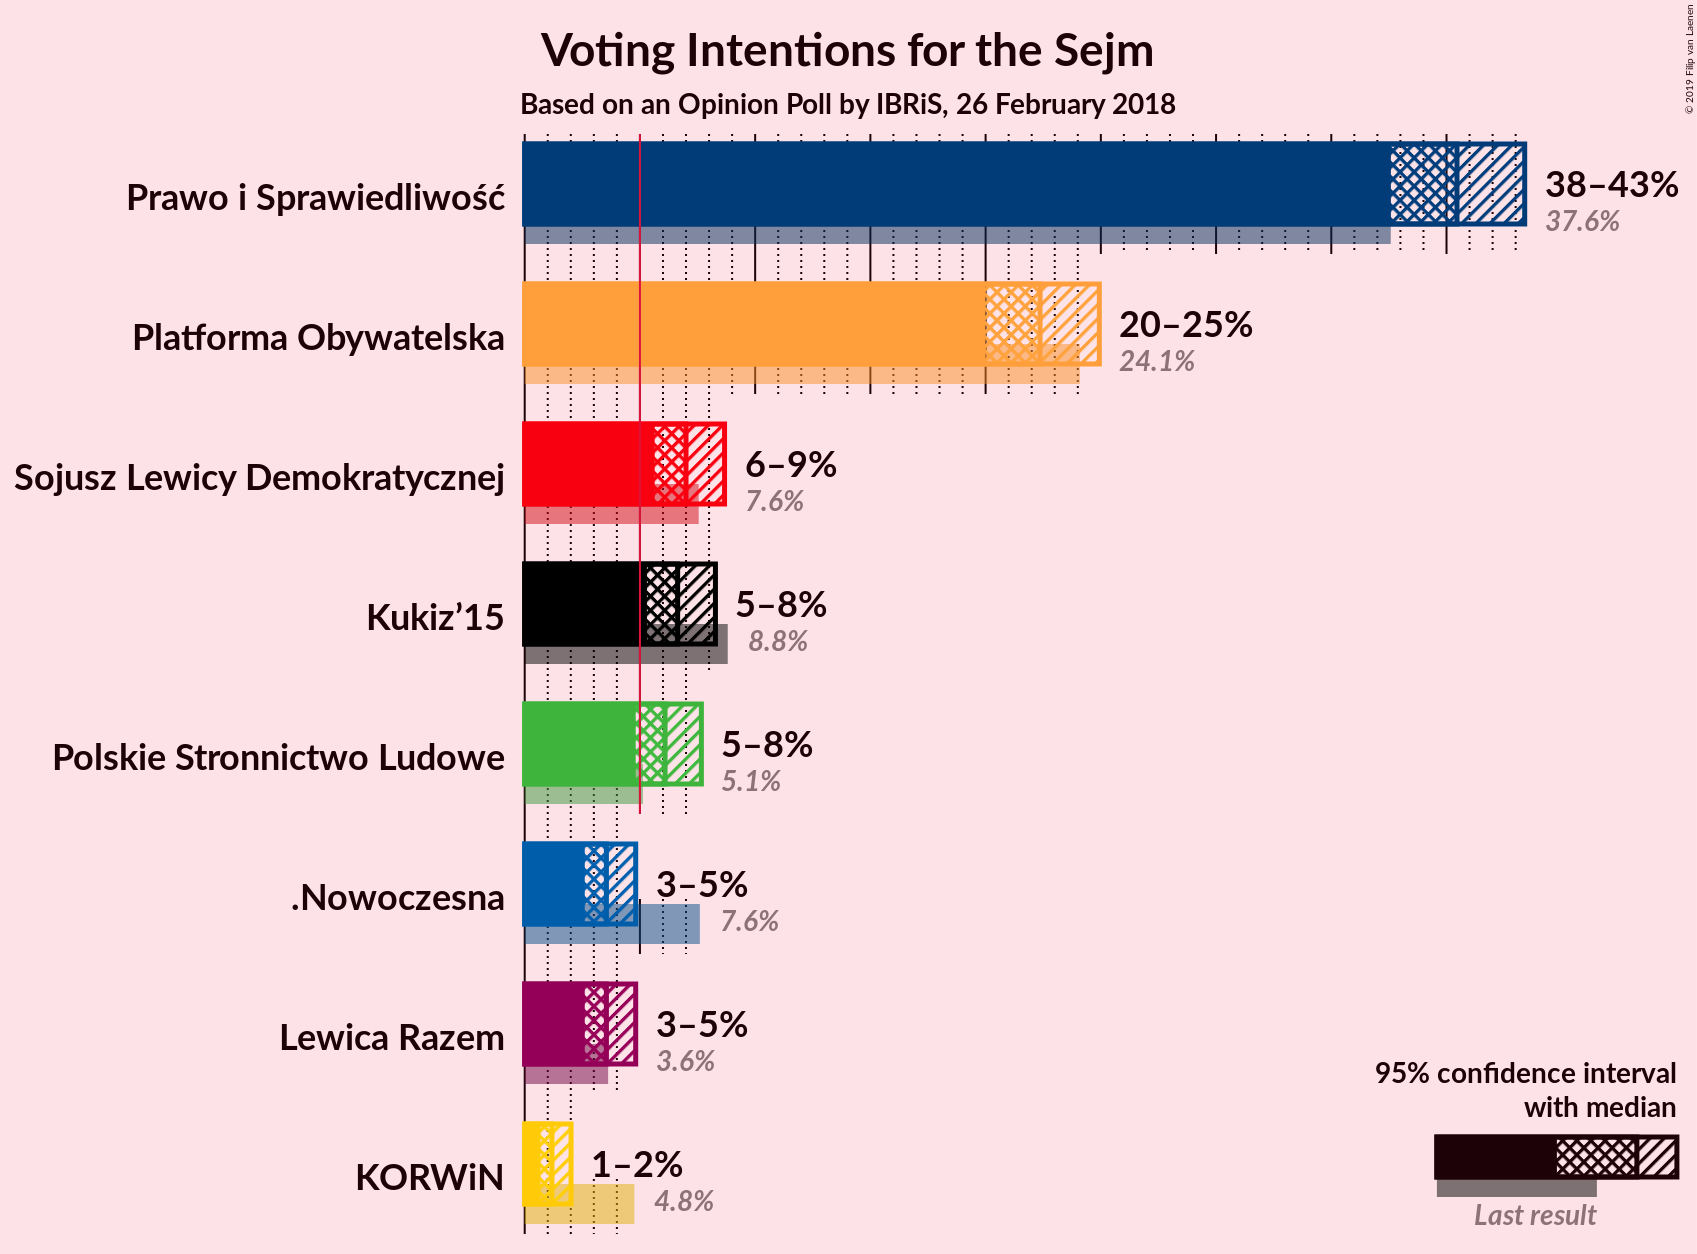 Voting Intentions for the Sejm
Based on an Opinion Poll by IBRiS, 26 February 2018
© 2019 Filip van Laenen
Prawo i Sprawiedliwość
38–43%
37.6%
Platforma Obywatelska
20–25%
24.1%
Sojusz Lewicy Demokratycznej
6–9%
7.6%
Kukiz’15
5–8%
8.8%
Polskie Stronnictwo Ludowe
5–8%
5.1%
.Nowoczesna
3–5%
7.6%
Lewica Razem
3–5%
3.6%
KORWiN
1–2%
4.8%
95% confidence interval
with median
Last result